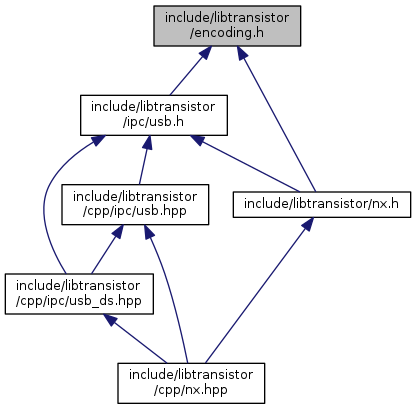 include/libtransistor
/encoding.h
include/libtransistor
/ipc/usb.h
include/libtransistor
/cpp/ipc/usb.hpp
include/libtransistor/nx.h
include/libtransistor
/cpp/ipc/usb_ds.hpp
include/libtransistor
/cpp/nx.hpp